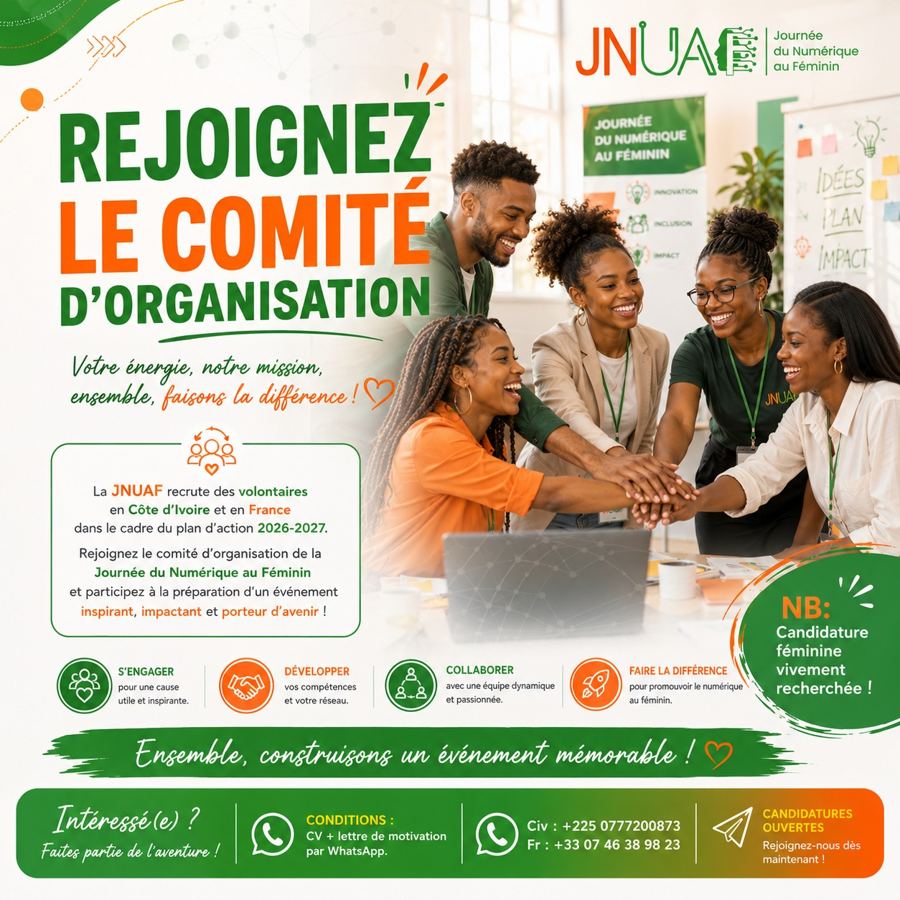 JNUAF
Journée
du Numérique
au Féminin
REJOIGNEZ
LE COMITÉ
D'ORGANISATION
Votre énergie, notre mission,
ensemble, faisons la différence !
JOURNÉE
DU NUMÉRIQUE
AU FÉMININ
INNOVATION
INCLUSION
IMPACT
IDÉES
PLAN
IMPACT
JNUAF
La JNUAF recrute des volontaires
en Côte d'Ivoire et en France
dans le cadre du plan d'action 2026-2027.
Rejoignez le comité d'organisation de la
Journée du Numérique au Féminin
et participez à la préparation d'un événement
inspirant, impactant et porteur d'avenir !
NB:
Candidature
féminine
vivement
recherchée !
S'ENGAGER
pour une cause
utile et inspirante.
DÉVELOPPER
vos compétences
et votre réseau.
COLLABORER
avec une équipe dynamique
et passionnée.
FAIRE LA DIFFÉRENCE
pour promouvoir le numérique
au féminin.
Ensemble, construisons un événement mémorable !
Intéressé(e) ?
Faites partie de l'aventure !
CONDITIONS :
CV + lettre de motivation
par WhatsApp.
Civ : +225 0777200873
Fr : +33 07 46 38 98 23
CANDIDATURES
OUVERTES
Rejoignez-nous dès
maintenant !